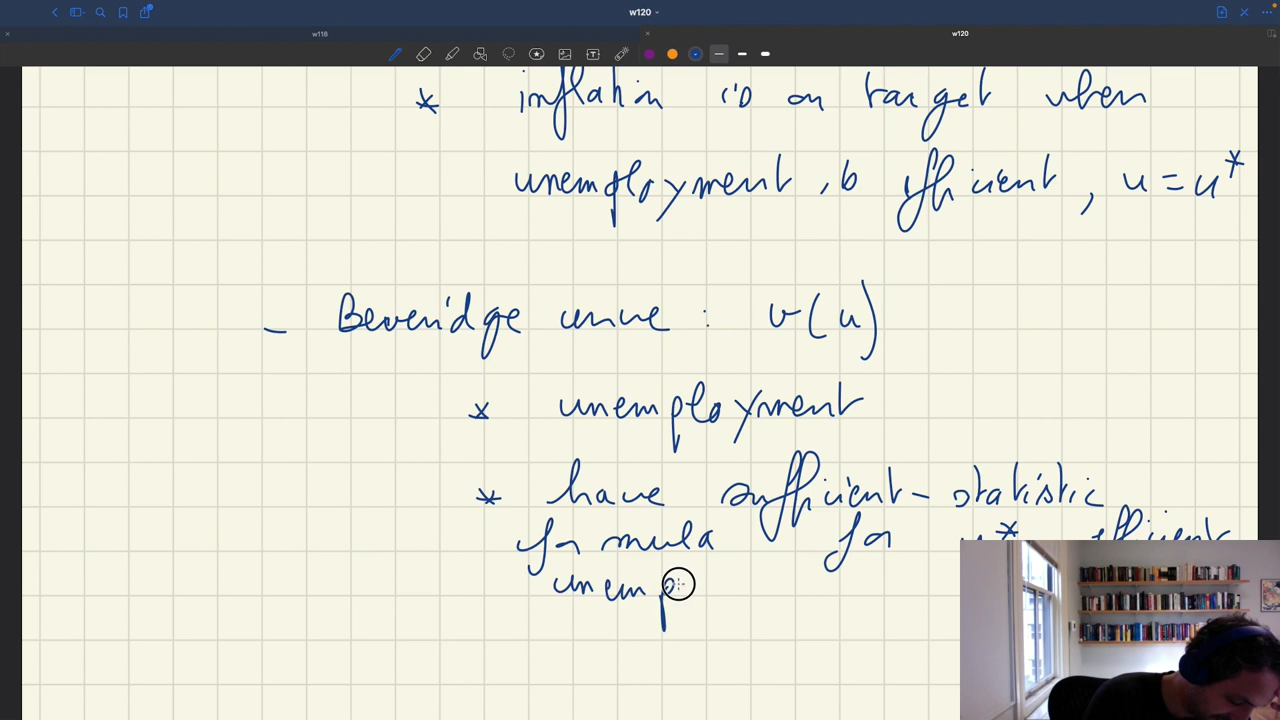 w120
w116
w120
* inflation is on target when
unemployment is efficient, u = u*
- Beveridge curve : v(u)
* unemployment
* have sufficient-statistic
formula for u* efficient
unemp